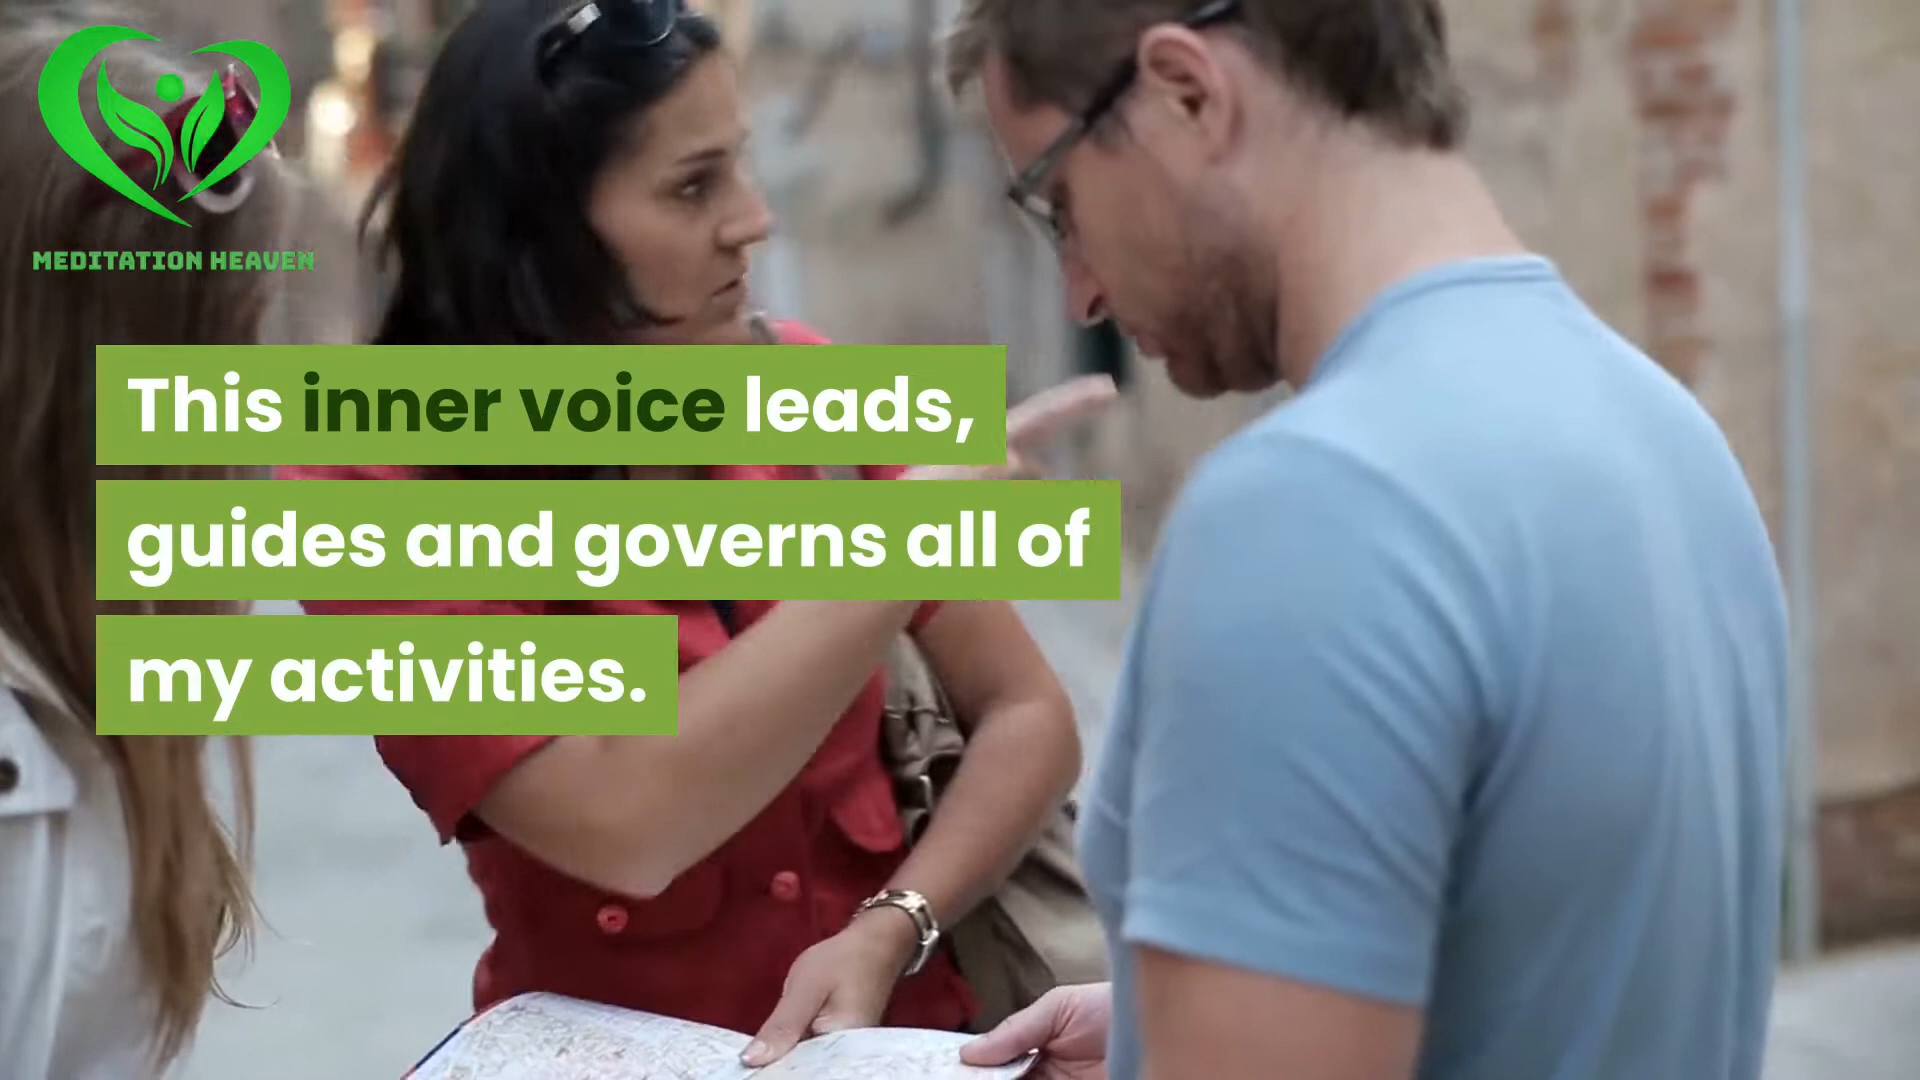 MEDITATION HEAVEN
This inner voice leads,
guides and governs all of
my activities.